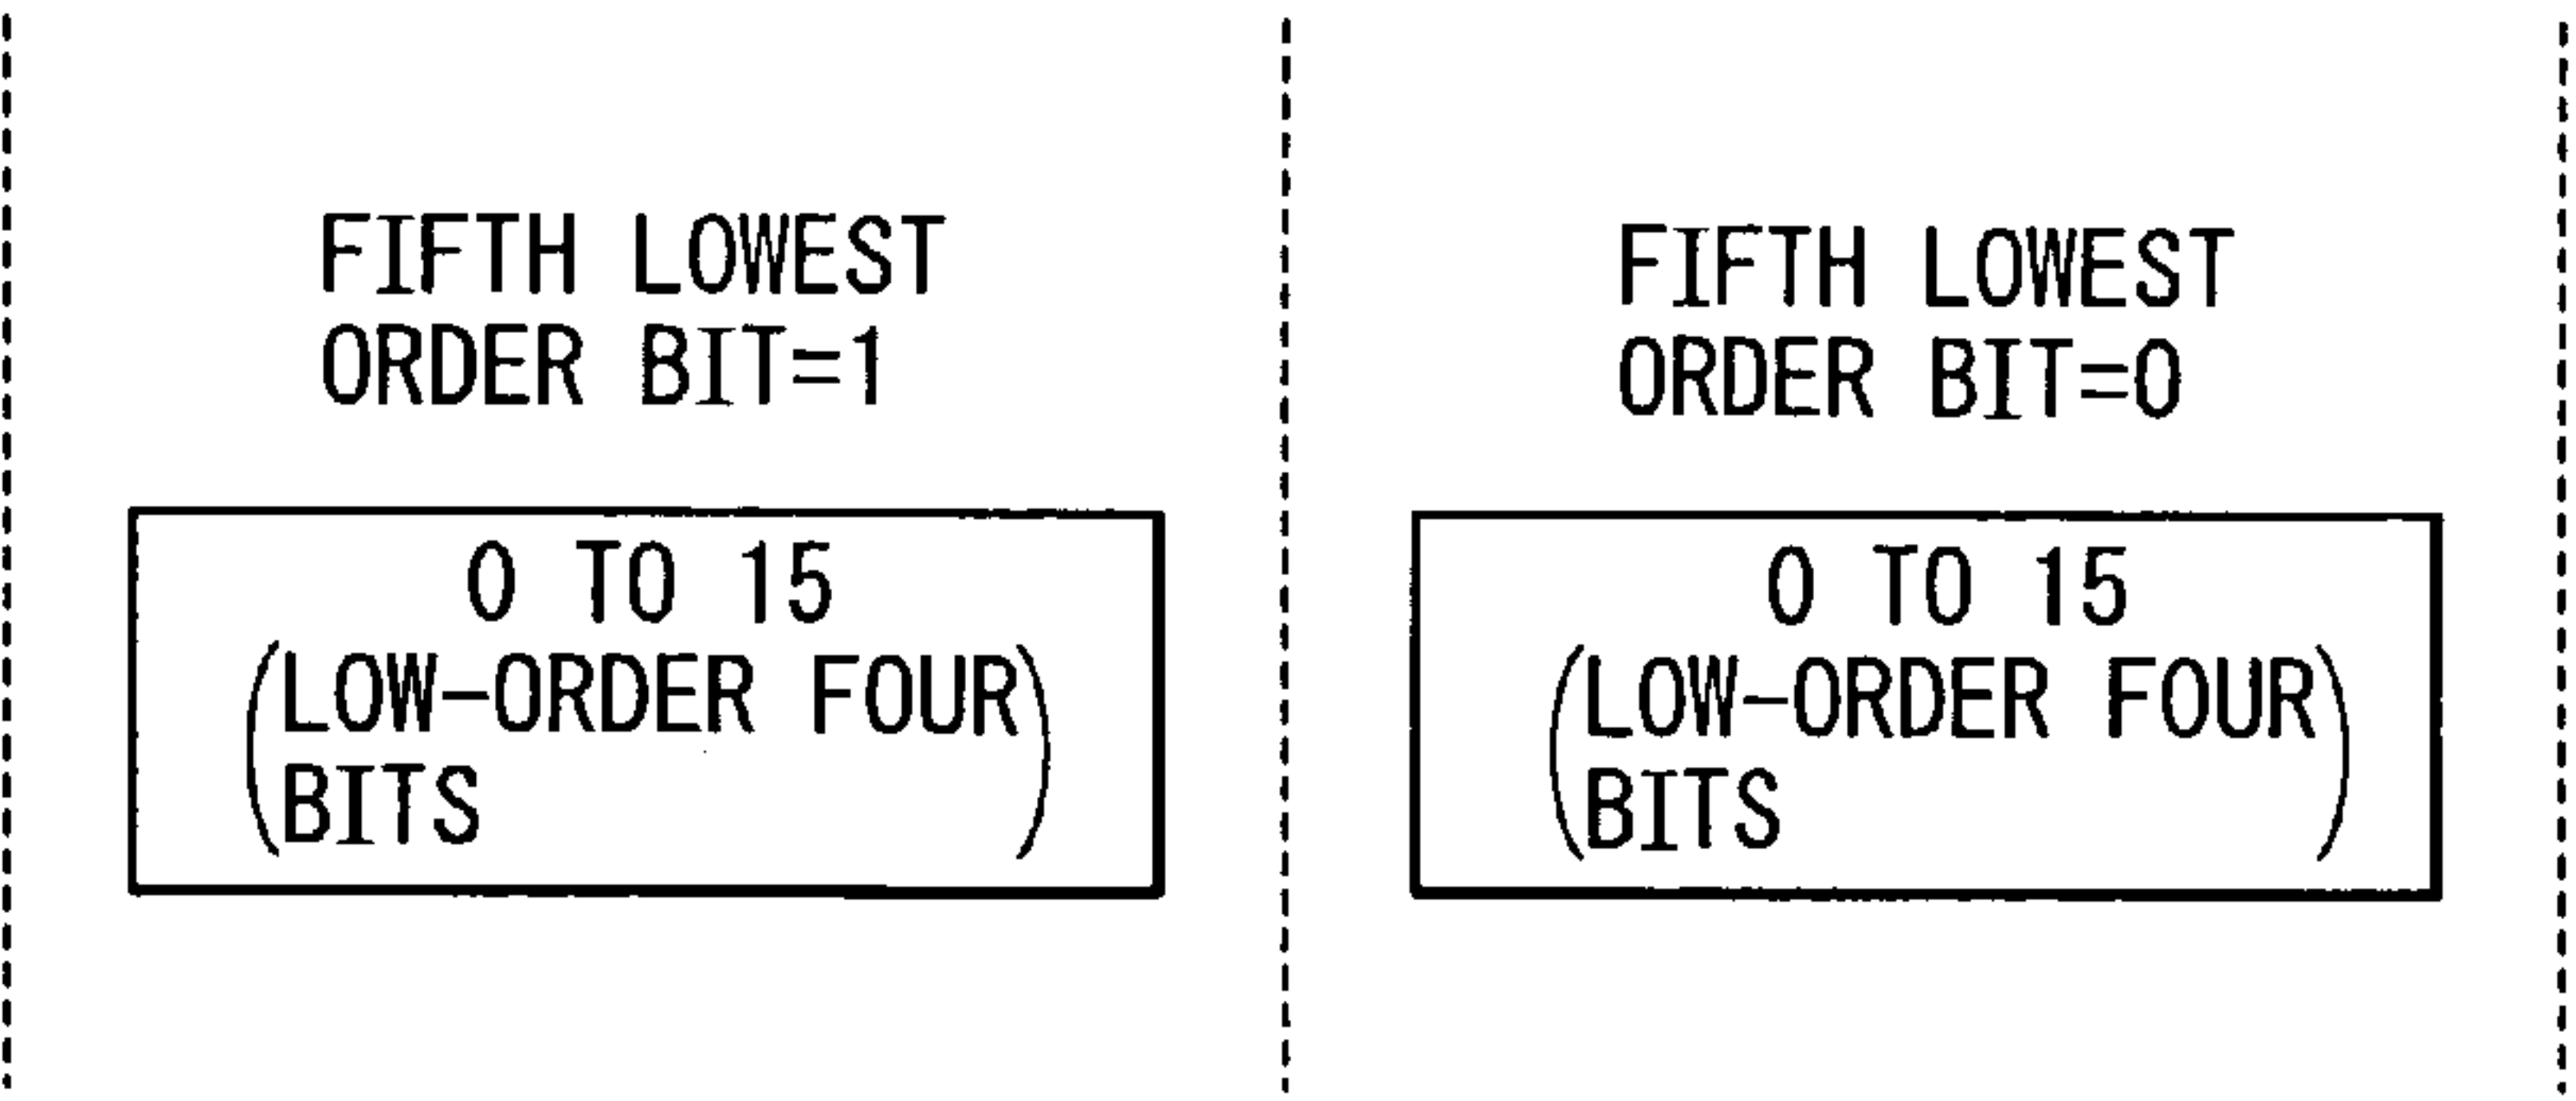 FIFTH LOWEST
ORDER BIT=1
0 TO 15
(LOW-ORDER FOUR
BITS)
FIFTH LOWEST
ORDER BIT=0
0 TO 15
(LOW-ORDER FOUR
BITS)